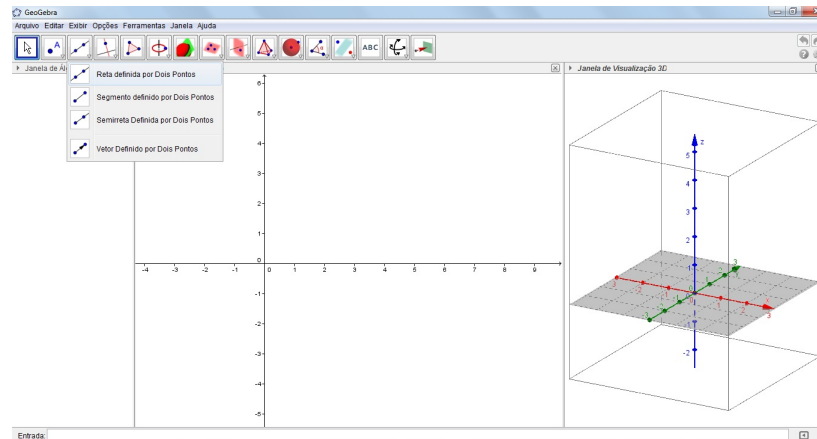 GeoGebra
Arquivo Editar Exibir Opções Ferramentas Janela Ajuda
A
ABC
Janela de
Janela de Visualização 3D
Reta definida por Dois Pontos
Segmento definido por Dois Pontos
Semirreta Definida por Dois Pontos
Vetor Definido por Dois Pontos
6
5
4
3
2
1
0
-4 -3 -2 -1 0 1 2 3 4 5 6 7 8 9
-1
-2
-3
-4
-5
z
5
4
3
2
-2
3
3
Entrada: